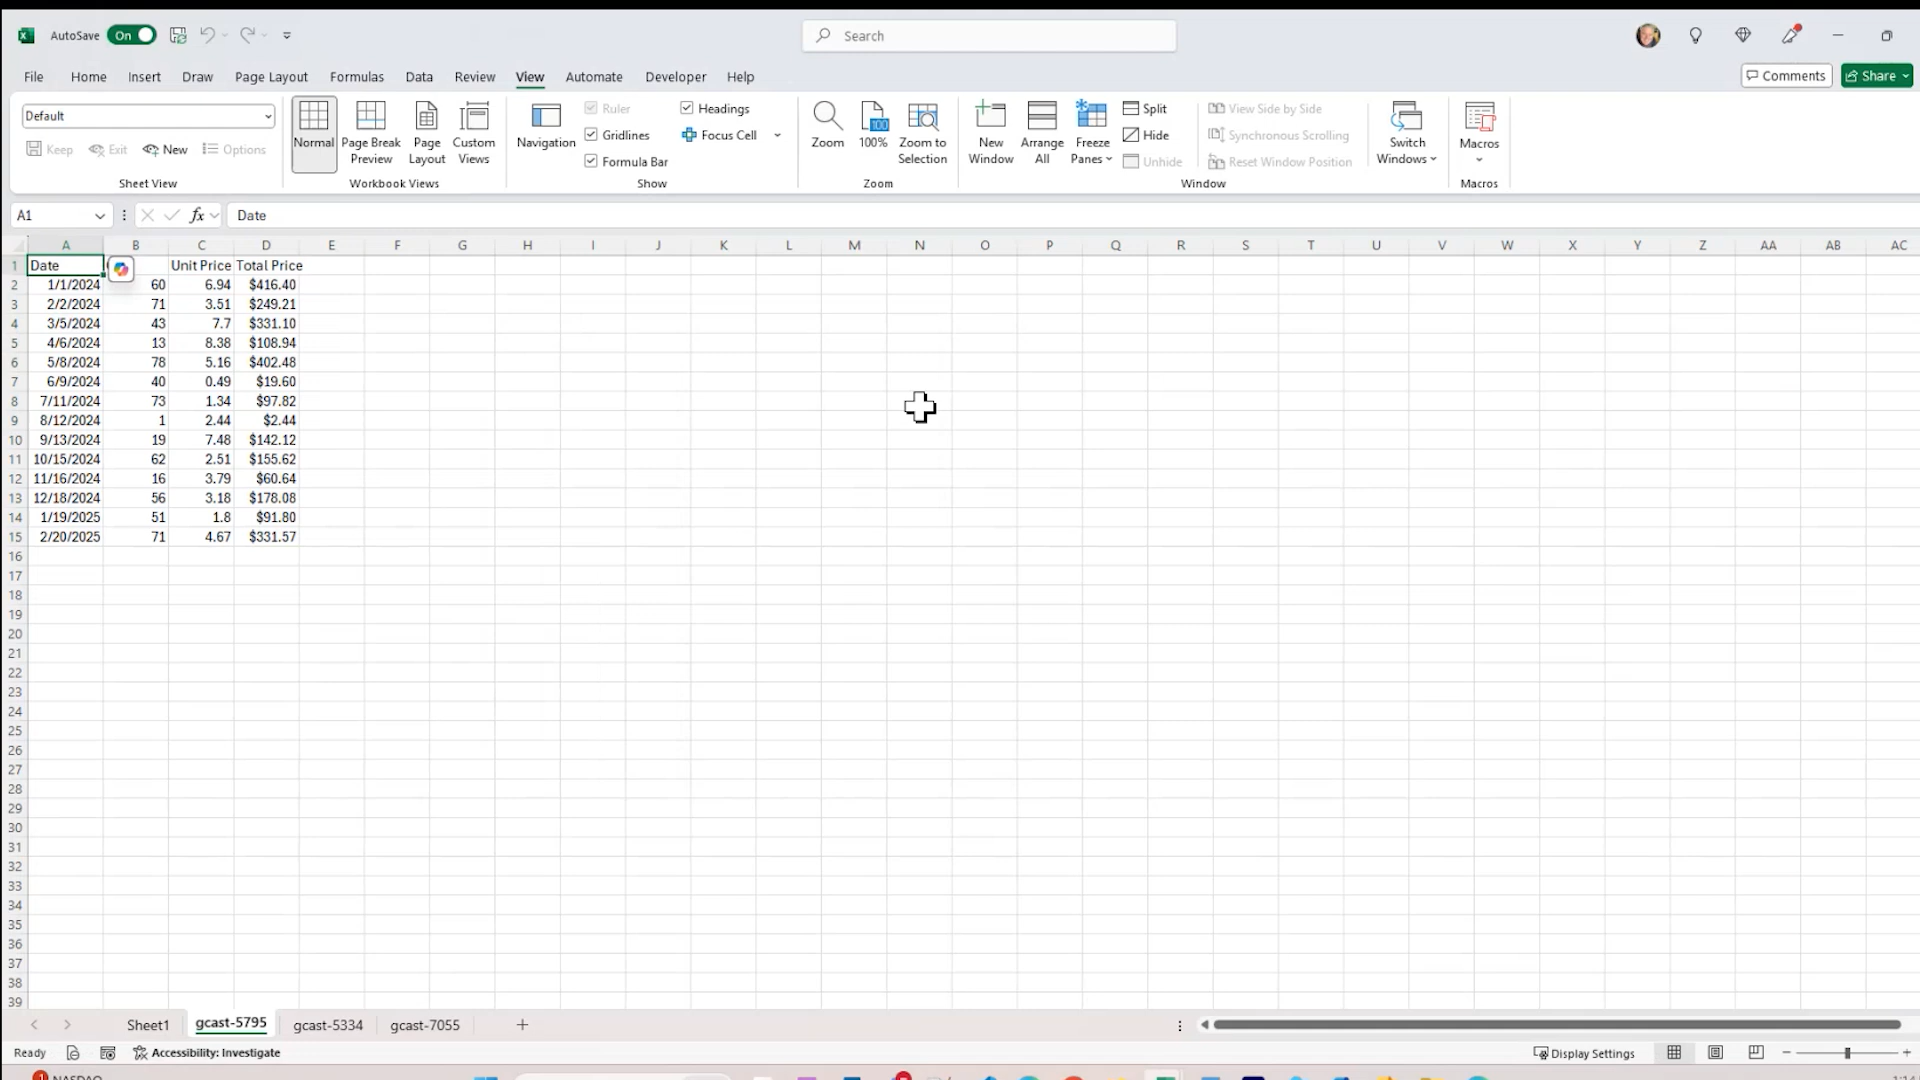 AutoSave On Search
File Home Insert Draw Page Layout Formulas Data Review View Automate Developer Help Comments Share
Default
Keep Exit New Options
Sheet View
Normal Page Break Preview Page Layout Custom Views
Workbook Views
Navigation Ruler Headings
Gridlines Focus Cell
Formula Bar
Show
Zoom 100% Zoom to Selection
Zoom
New Window Arrange All Freeze Panes
Split
Hide
Unhide
View Side by Side
Synchronous Scrolling
Reset Window Position
Window
Switch Windows
Macros
Macros
A1 fx Date
A B C D E F G H I J K L M N O P Q R S T U V W X Y Z AA AB AC
1 Date Unit Price Total Price
2 1/1/2024 60 6.94 $416.40
3 2/2/2024 71 3.51 $249.21
4 3/5/2024 43 7.7 $331.10
5 4/6/2024 13 8.38 $108.94
6 5/8/2024 78 5.16 $402.48
7 6/9/2024 40 0.49 $19.60
8 7/11/2024 73 1.34 $97.82
9 8/12/2024 1 2.44 $2.44
10 9/13/2024 19 7.48 $142.12
11 10/15/2024 62 2.51 $155.62
12 11/16/2024 16 3.79 $60.64
13 12/18/2024 56 3.18 $178.08
14 1/19/2025 51 1.8 $91.80
15 2/20/2025 71 4.67 $331.57
16
17
18
19
20
21
22
23
24
25
26
27
28
29
30
31
32
33
34
35
36
37
38
39
Sheet1 gcast-5795 gcast-5334 gcast-7055
Ready Accessibility: Investigate Display Settings
NASDAQ